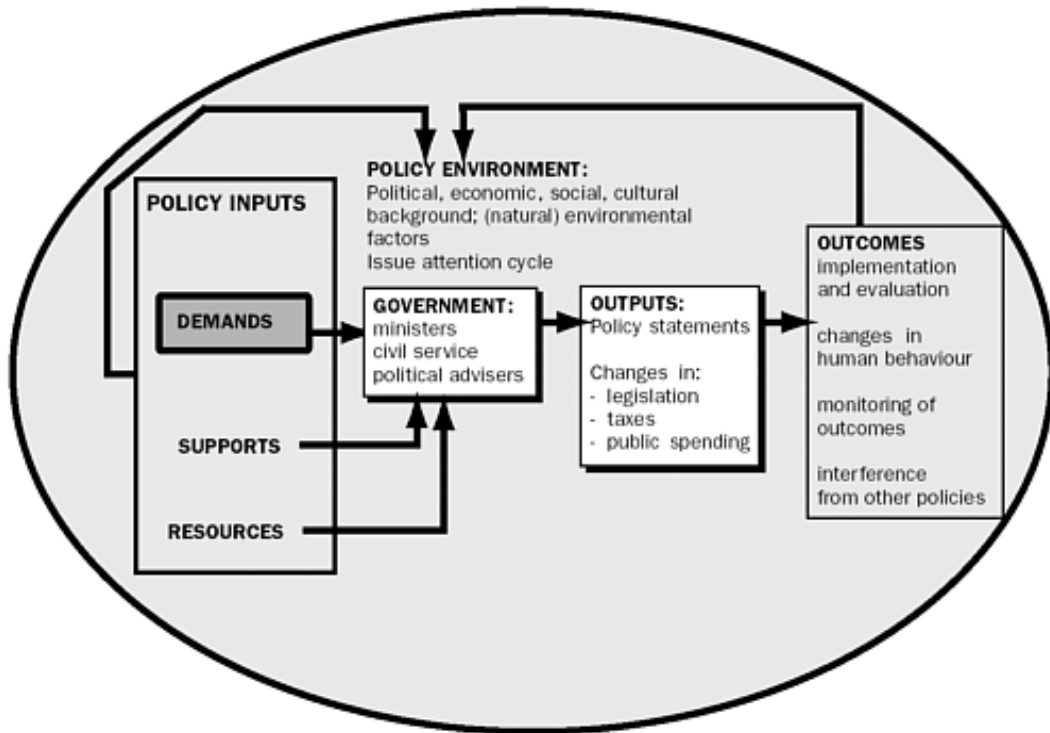 POLICY ENVIRONMENT:
Political, economic, social, cultural
background; (natural) environmental
factors
Issue attention cycle
POLICY INPUTS
DEMANDS
SUPPORTS
RESOURCES
GOVERNMENT:
ministers
civil service
political advisers
OUTPUTS:
Policy statements
Changes in:
- legislation
- taxes
- public spending
OUTCOMES
implementation
and evaluation
changes in
human behaviour
monitoring of
outcomes
interference
from other policies